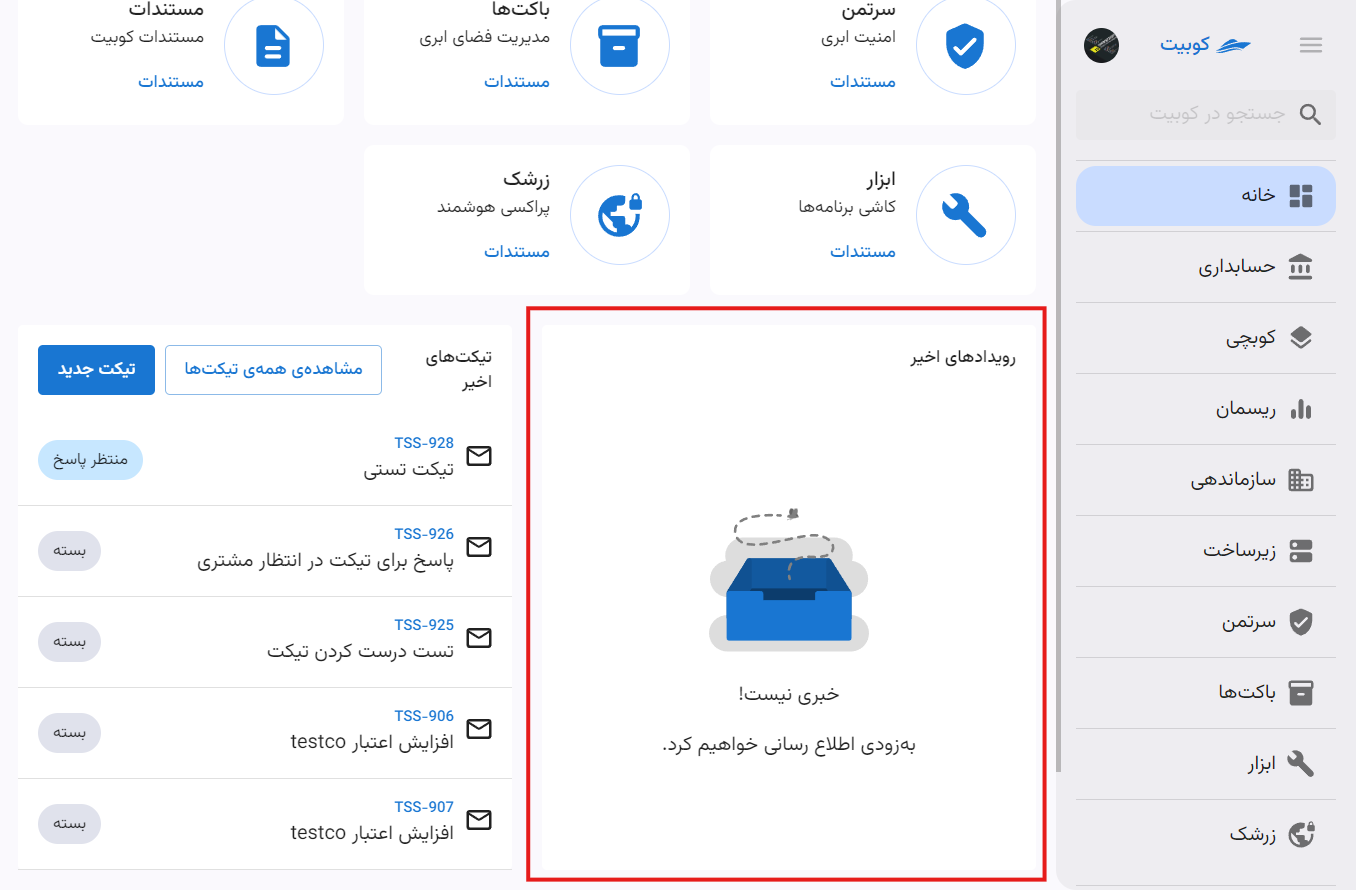 کوبیت
جستجو در کوبیت
خانه
حسابداری
کوبچی
ریسمان
سازماندهی
زیرساخت
سرتمن
باکت‌ها
ابزار
زرشک
سرتمن
امنیت ابری
مستندات
باکت‌ها
مدیریت فضای ابری
مستندات
مستندات
مستندات کوبیت
مستندات
ابزار
کاشی برنامه‌ها
مستندات
زرشک
پراکسی هوشمند
مستندات
رویدادهای اخیر
خبری نیست!
به‌زودی اطلاع رسانی خواهیم کرد.
تیکت‌های
اخیر
مشاهده‌ی همه‌ی تیکت‌ها
تیکت جدید
TSS-928
تیکت تستی
منتظر پاسخ
TSS-926
پاسخ برای تیکت در انتظار مشتری
بسته
TSS-925
تست درست کردن تیکت
بسته
TSS-906
افزایش اعتبار testco
بسته
TSS-907
افزایش اعتبار testco
بسته